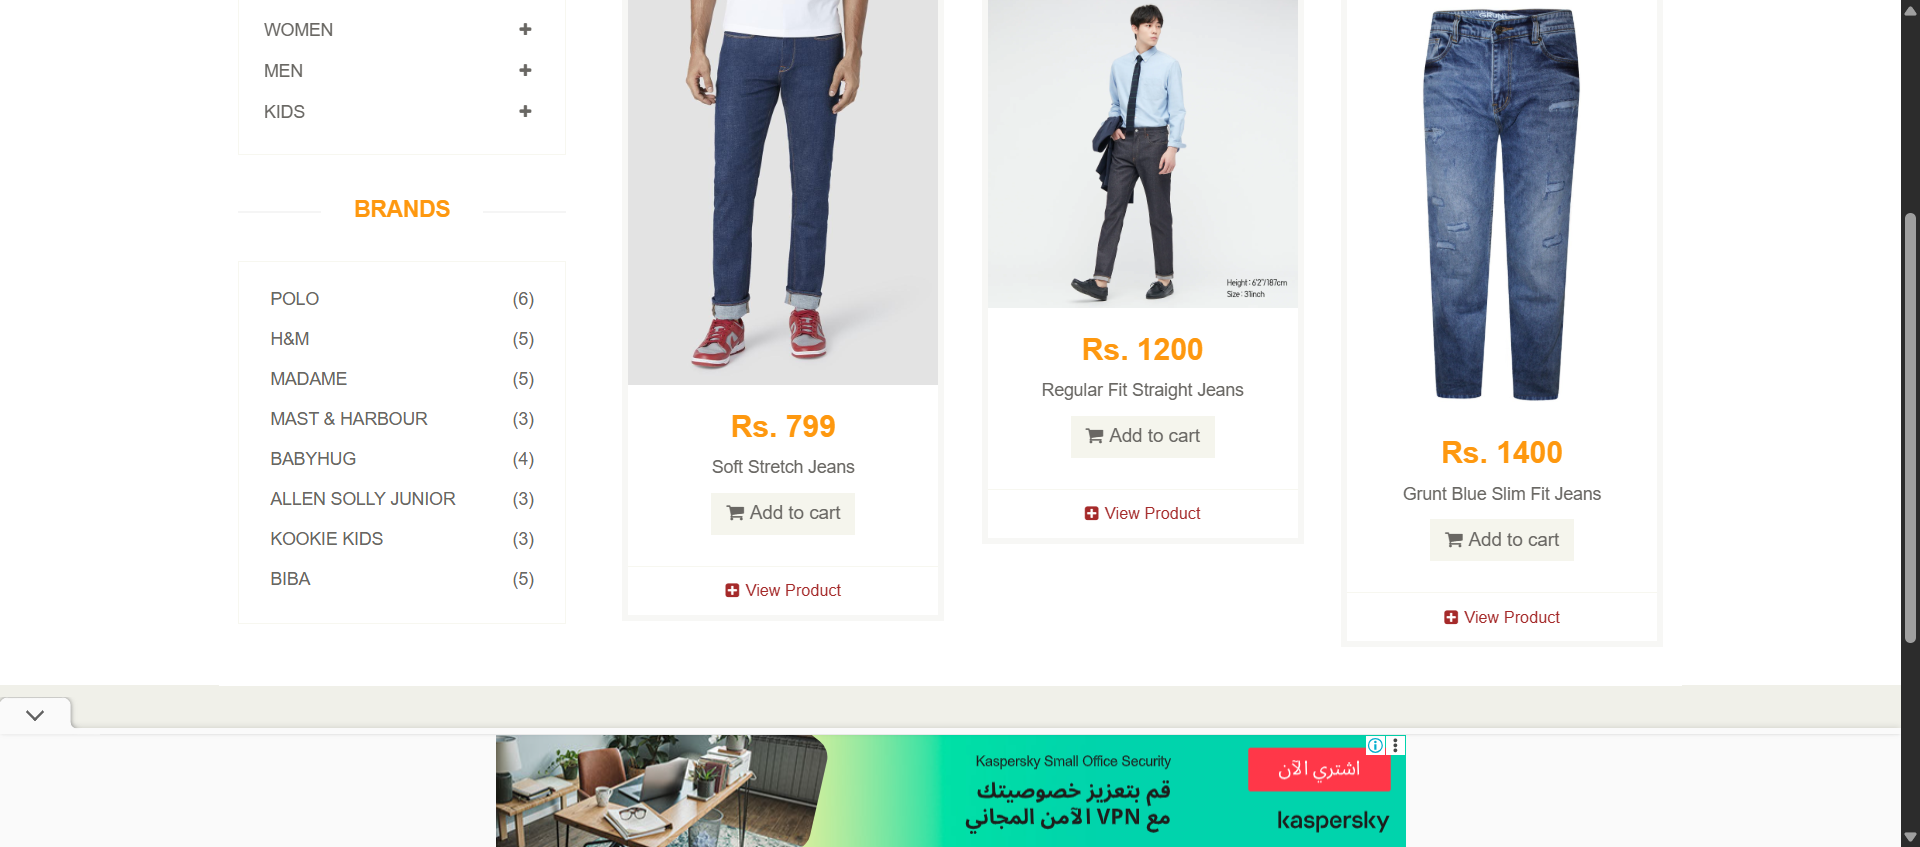 WOMEN
MEN
KIDS
BRANDS
POLO (6)
H&M (5)
MADAME (5)
MAST & HARBOUR (3)
BABYHUG (4)
ALLEN SOLLY JUNIOR (3)
KOOKIE KIDS (3)
BIBA (5)
Rs. 799
Soft Stretch Jeans
Add to cart
View Product
Height : 6'2"/187cm
Size : 31inch
Rs. 1200
Regular Fit Straight Jeans
Add to cart
View Product
GRUNT
Rs. 1400
Grunt Blue Slim Fit Jeans
Add to cart
View Product
Kaspersky Small Office Security
قم بتعزيز خصوصيتك
مع VPN الآمن المجاني
اشتري الآن
kaspersky